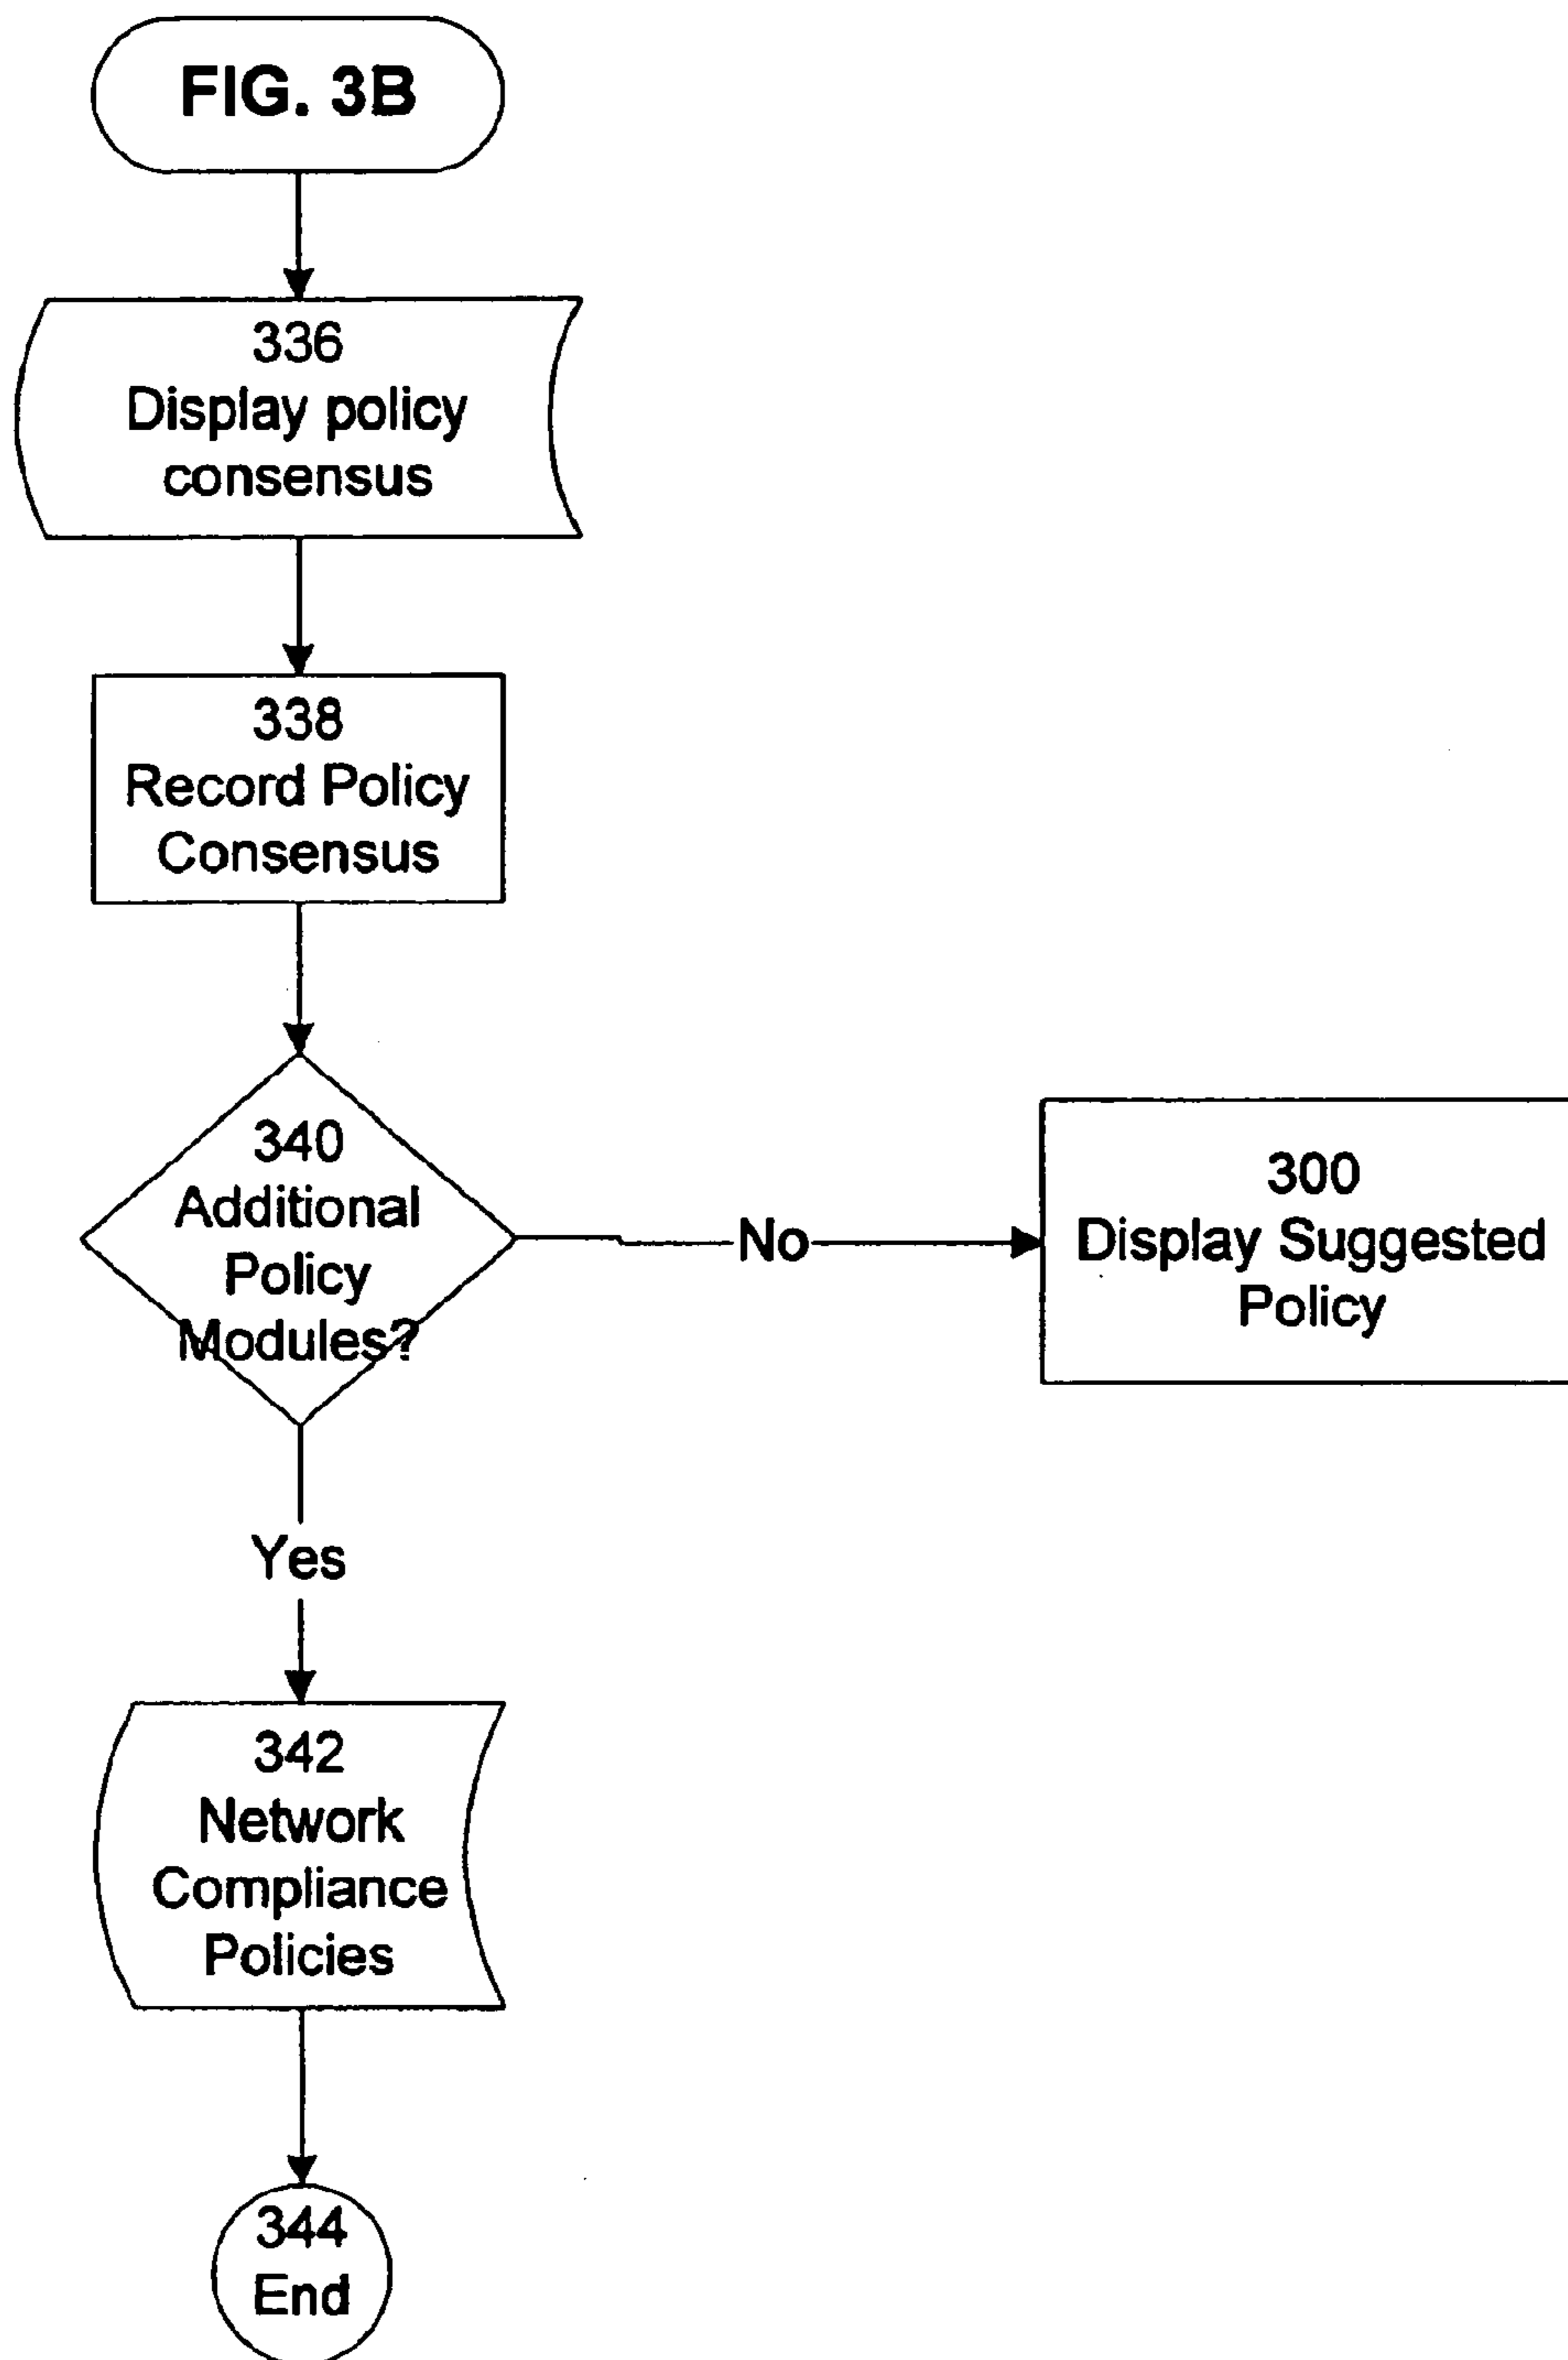 FIG. 3B
336
Display policy
consensus
338
Record Policy
Consensus
340
Additional
Policy
Modules?
No
300
Display Suggested
Policy
Yes
342
Network
Compliance
Policies
344
End